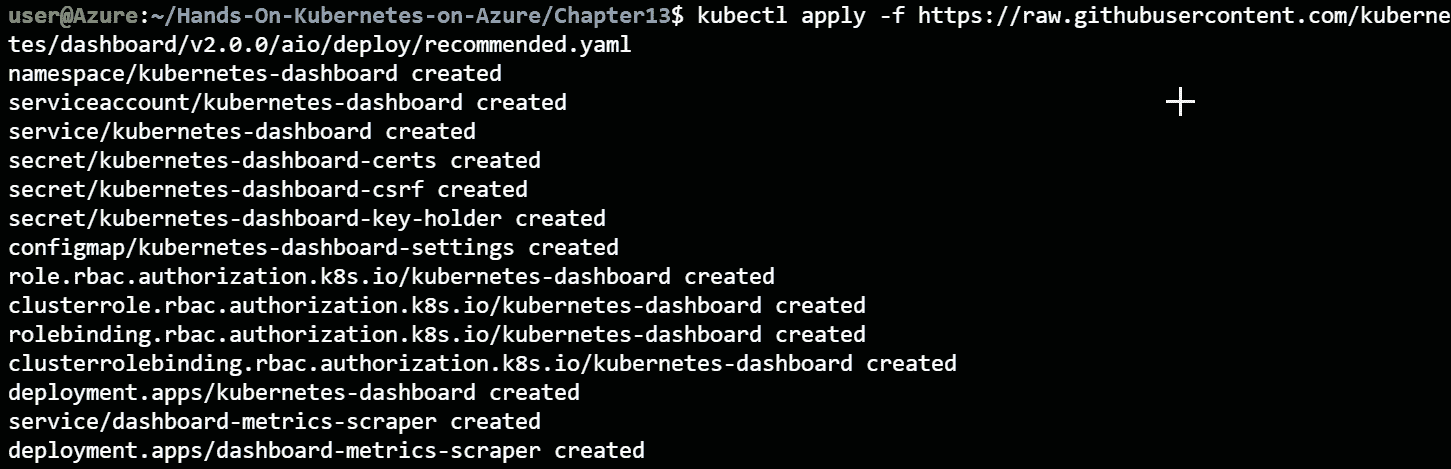 user@Azure:~/Hands-On-Kubernetes-on-Azure/Chapter13$ kubectl apply -f https://raw.githubusercontent.com/kuberne
tes/dashboard/v2.0.0/aio/deploy/recommended.yaml
namespace/kubernetes-dashboard created
serviceaccount/kubernetes-dashboard created
service/kubernetes-dashboard created
secret/kubernetes-dashboard-certs created
secret/kubernetes-dashboard-csrf created
secret/kubernetes-dashboard-key-holder created
configmap/kubernetes-dashboard-settings created
role.rbac.authorization.k8s.io/kubernetes-dashboard created
clusterrole.rbac.authorization.k8s.io/kubernetes-dashboard created
rolebinding.rbac.authorization.k8s.io/kubernetes-dashboard created
clusterrolebinding.rbac.authorization.k8s.io/kubernetes-dashboard created
deployment.apps/kubernetes-dashboard created
service/dashboard-metrics-scraper created
deployment.apps/dashboard-metrics-scraper created